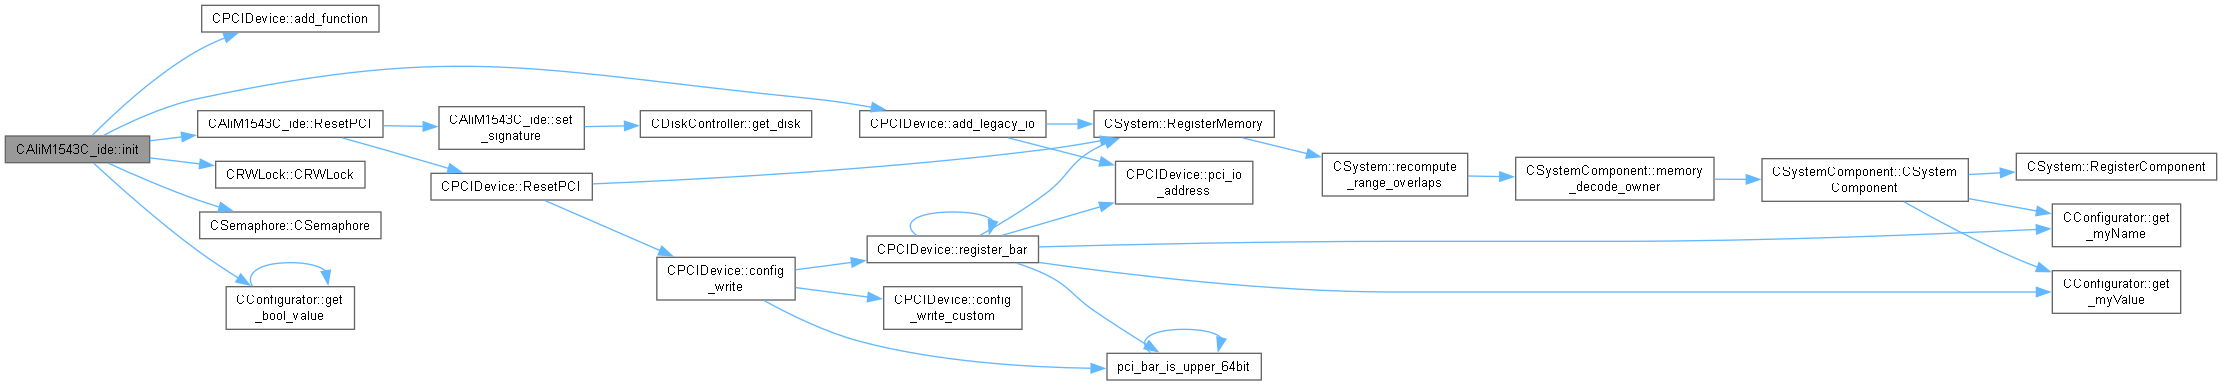 CAliM1543C_ide::init
CPCIDevice::add_function
CAliM1543C_ide::ResetPCI
CRWLock::CRWLock
CSemaphore::CSemaphore
CConfigurator::get
_bool_value
CAliM1543C_ide::set
_signature
CPCIDevice::ResetPCI
CDiskController::get_disk
CPCIDevice::config
_write
CPCIDevice::add_legacy_io
CPCIDevice::register_bar
CPCIDevice::config
_write_custom
CSystem::RegisterMemory
CPCIDevice::pci_io
_address
pci_bar_is_upper_64bit
CSystem::recompute
_range_overlaps
CSystemComponent::memory
_decode_owner
CSystemComponent::CSystem
Component
CSystem::RegisterComponent
CConfigurator::get
_myName
CConfigurator::get
_myValue